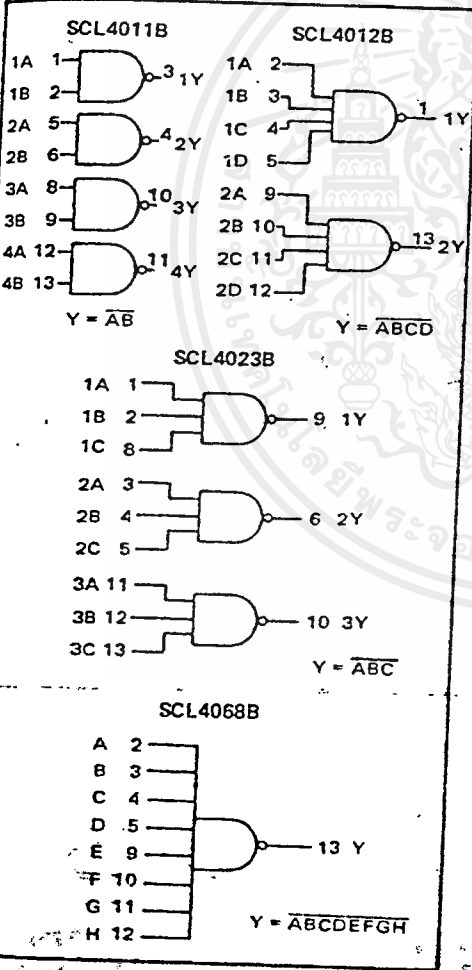 SCL4011B
1A 1
1B 2
3 1Y
2A 5
2B 6
4 2Y
3A 8
3B 9
10 3Y
4A 12
4B 13
11 4Y
Y = A̅B̅
SCL4012B
1A 2
1B 3
1C 4
1D 5
1 1Y
2A 9
2B 10
2C 11
2D 12
13 2Y
Y = A̅B̅C̅D̅
SCL4023B
1A 1
1B 2
1C 8
9 1Y
2A 3
2B 4
2C 5
6 2Y
3A 11
3B 12
3C 13
10 3Y
Y = A̅B̅C̅
SCL4068B
A 2
B 3
C 4
D 5
E 9
F 10
G 11
H 12
13 Y
Y = A̅B̅C̅D̅E̅F̅G̅H̅